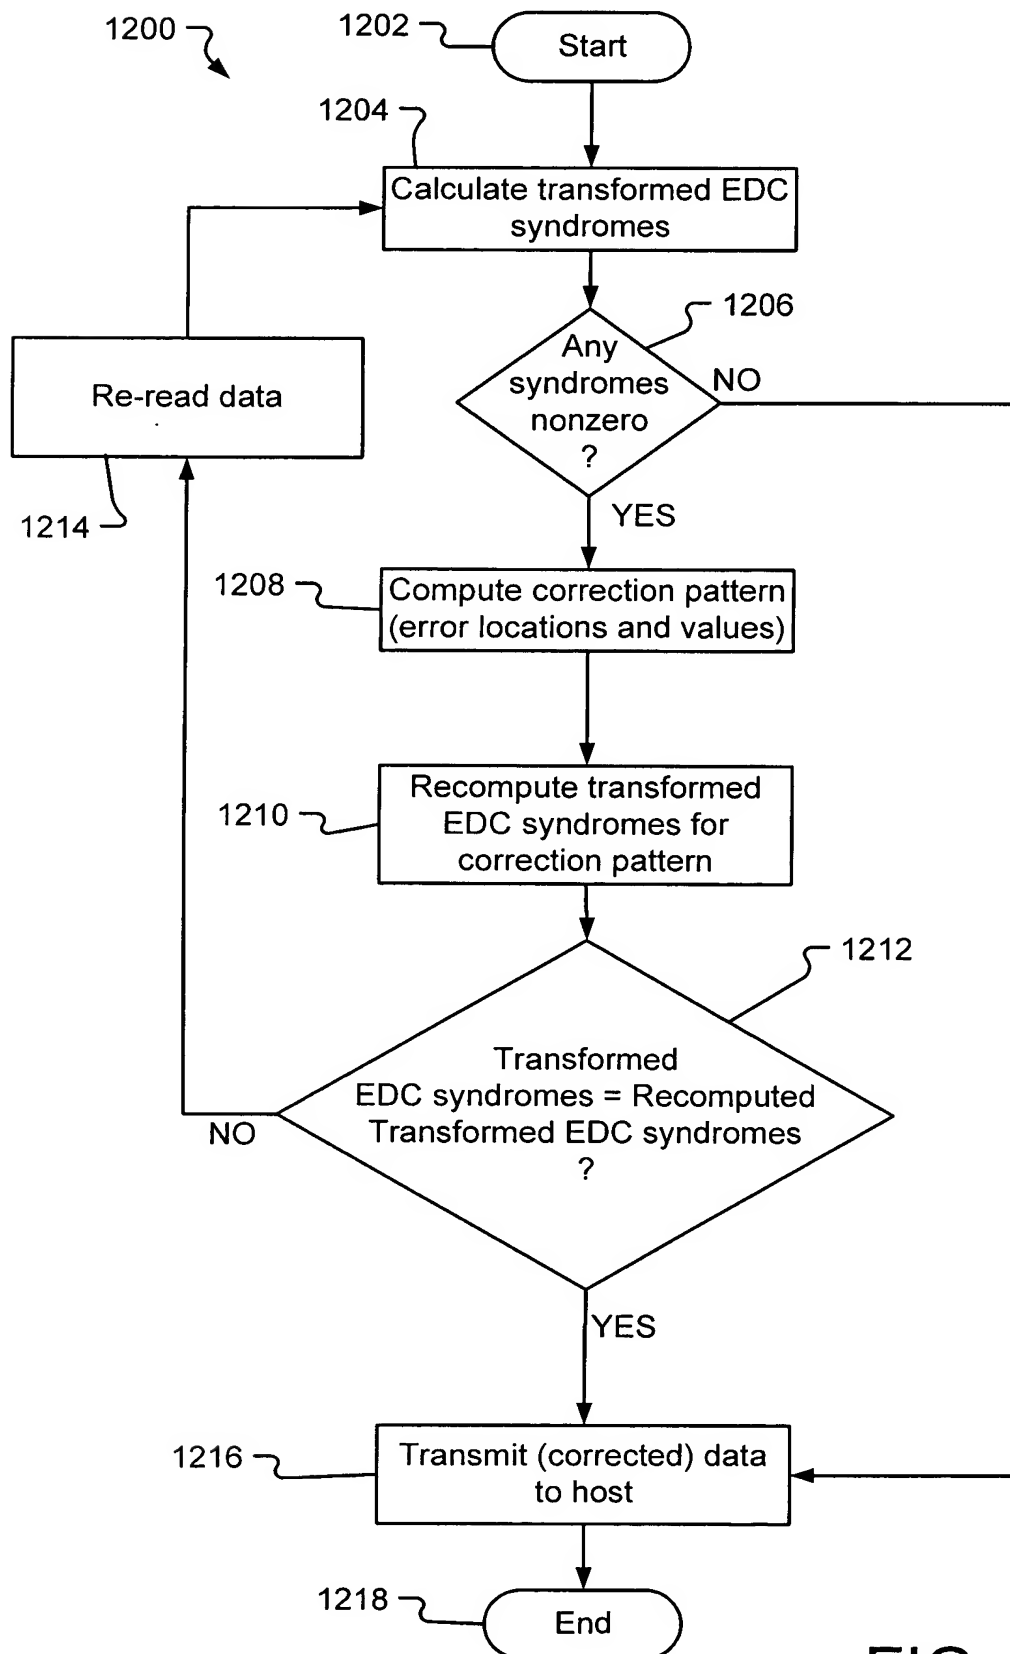 1200
1202
Start
1204
Calculate transformed EDC
syndromes
1206
Any
syndromes
nonzero
?
NO
YES
Re-read data
1214
1208
Compute correction pattern
(error locations and values)
1210
Recompute transformed
EDC syndromes for
correction pattern
1212
Transformed
EDC syndromes = Recomputed
Transformed EDC syndromes
?
NO
YES
1216
Transmit (corrected) data
to host
1218
End
FIG